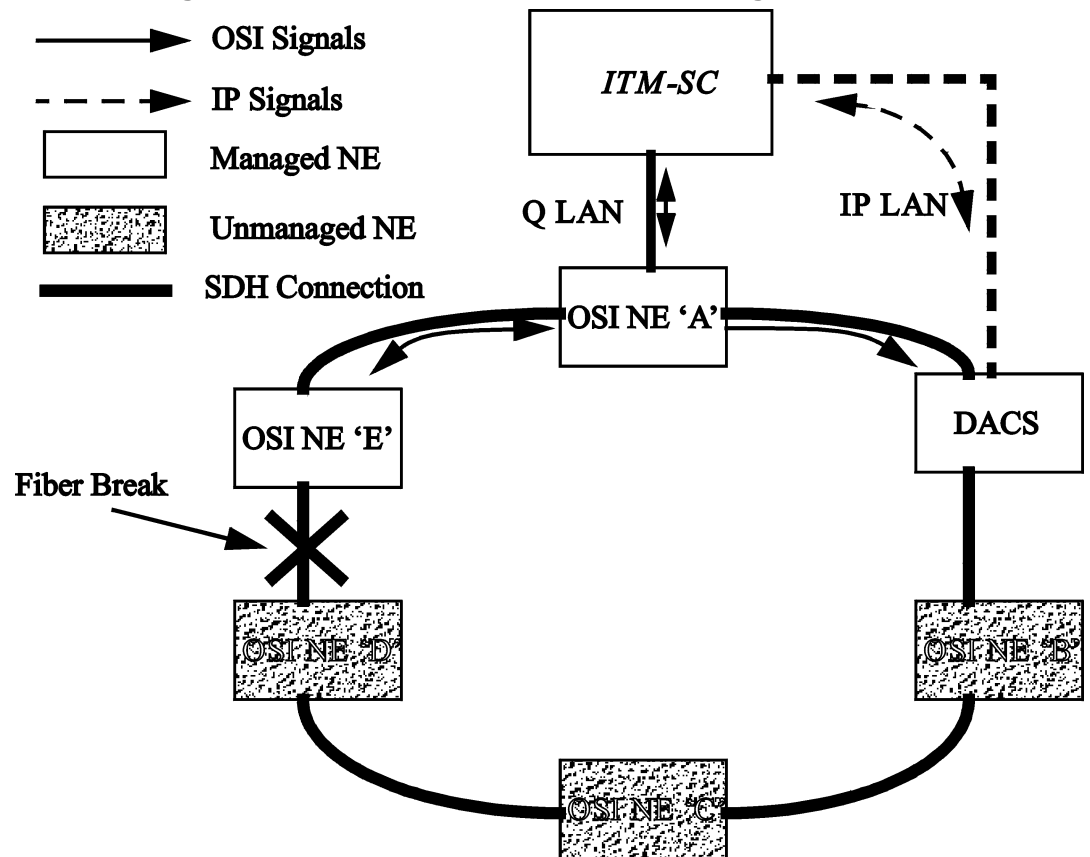 OSI Signals
IP Signals
Managed NE
Unmanaged NE
SDH Connection
ITM-SC
Q LAN
IP LAN
OSI NE ‘A’
OSI NE ‘E’
DACS
Fiber Break
OSI NE “D”
OSI NE “B”
OSI NE “C”